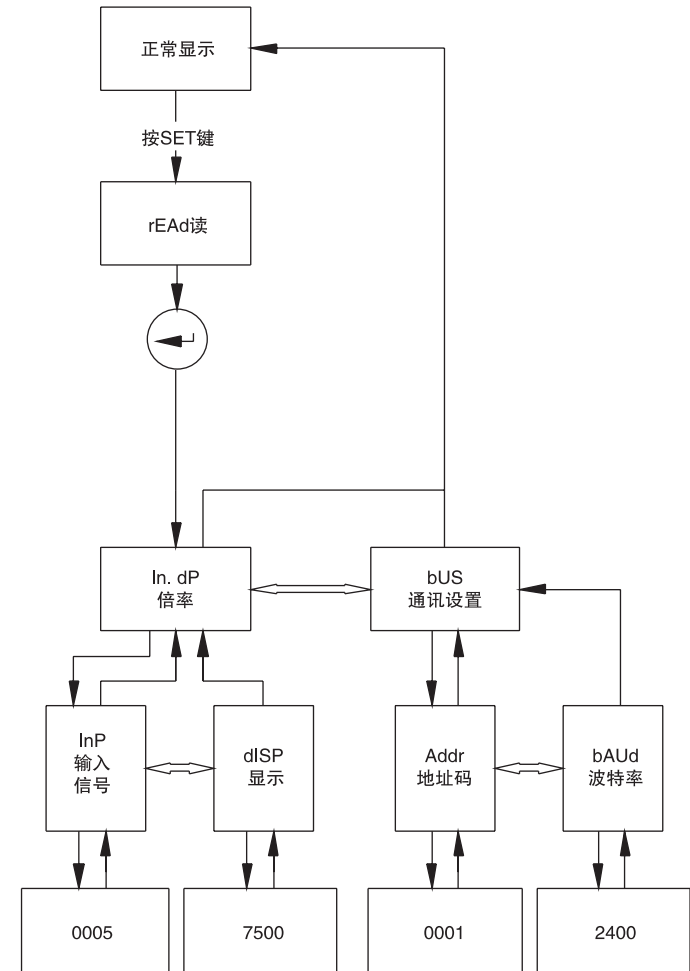 正常显示
按SET键
rEAd读
In. dP
倍率
bUS
通讯设置
InP
输入
信号
dISP
显示
Addr
地址码
bAUd
波特率
0005
7500
0001
2400